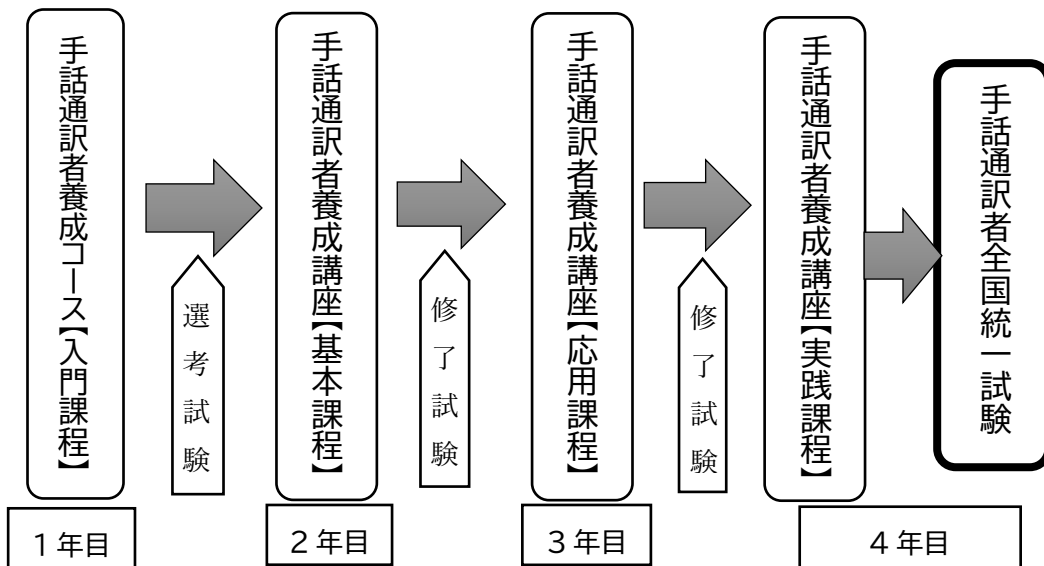 手話通訳者養成コース【入門課程】
選考試験
手話通訳者養成講座【基本課程】
修了試験
手話通訳者養成講座【応用課程】
修了試験
手話通訳者養成講座【実践課程】
手話通訳者全国統一試験
1年目
2年目
3年目
4年目